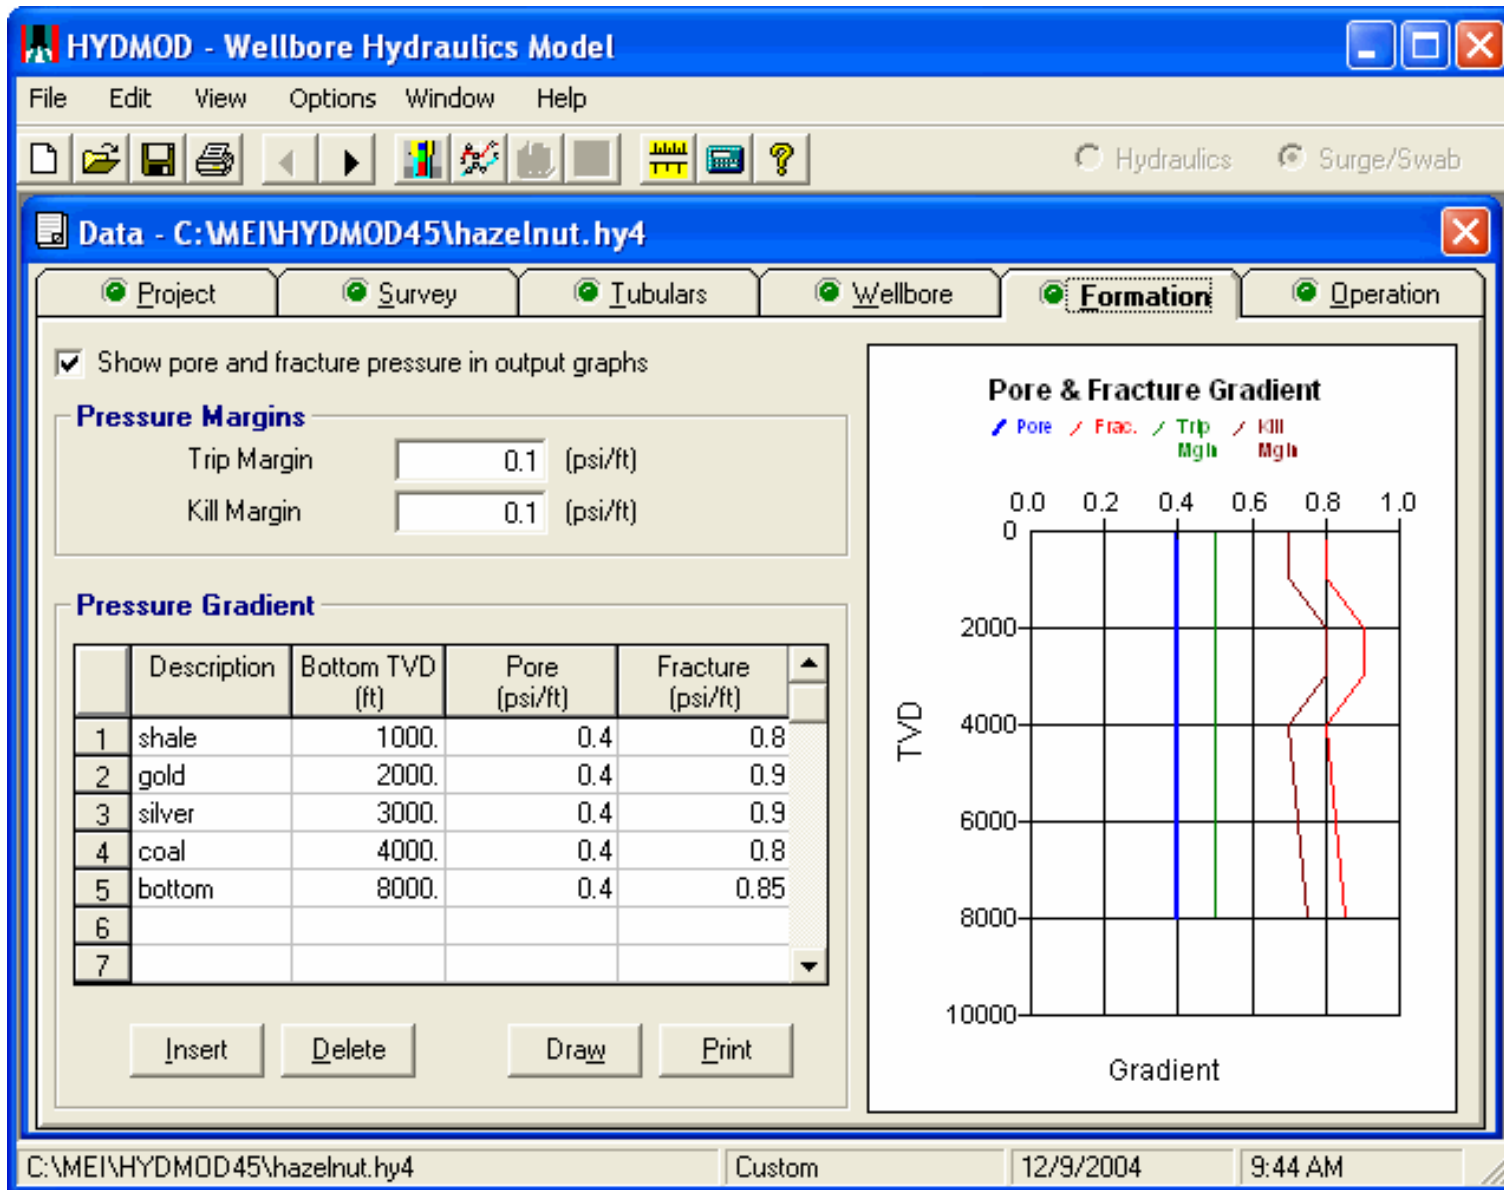 HYDMOD - Wellbore Hydraulics Model
File Edit View Options Window Help
Hydraulics Surge/Swab
Data - C:\MEI\HYDMOD45\hazelnut.hy4
Project Survey Tubulars Wellbore Formation Operation
Show pore and fracture pressure in output graphs
Pressure Margins
Trip Margin 0.1 (psi/ft)
Kill Margin 0.1 (psi/ft)
Pressure Gradient
Description Bottom TVD (ft) Pore (psi/ft) Fracture (psi/ft)
1 shale 1000. 0.4 0.8
2 gold 2000. 0.4 0.9
3 silver 3000. 0.4 0.9
4 coal 4000. 0.4 0.8
5 bottom 8000. 0.4 0.85
6
7
Insert Delete Draw Print
Pore & Fracture Gradient
Pore Frac. Trip Kill
0.0 0.2 0.4 0.6 0.8 1.0
0
2000
4000
6000
8000
10000
TVD
Gradient
C:\MEI\HYDMOD45\hazelnut.hy4 Custom 12/9/2004 9:44 AM